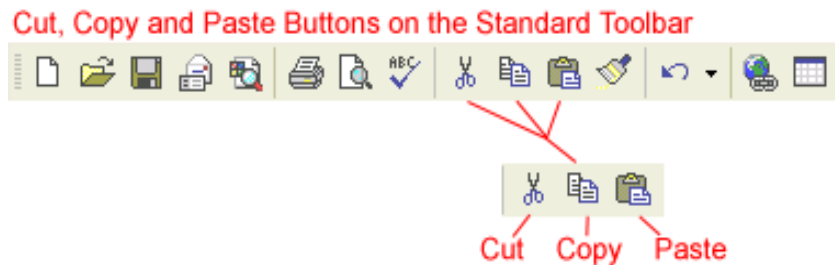 Cut, Copy and Paste Buttons on the Standard Toolbar
ABC
Cut Copy Paste